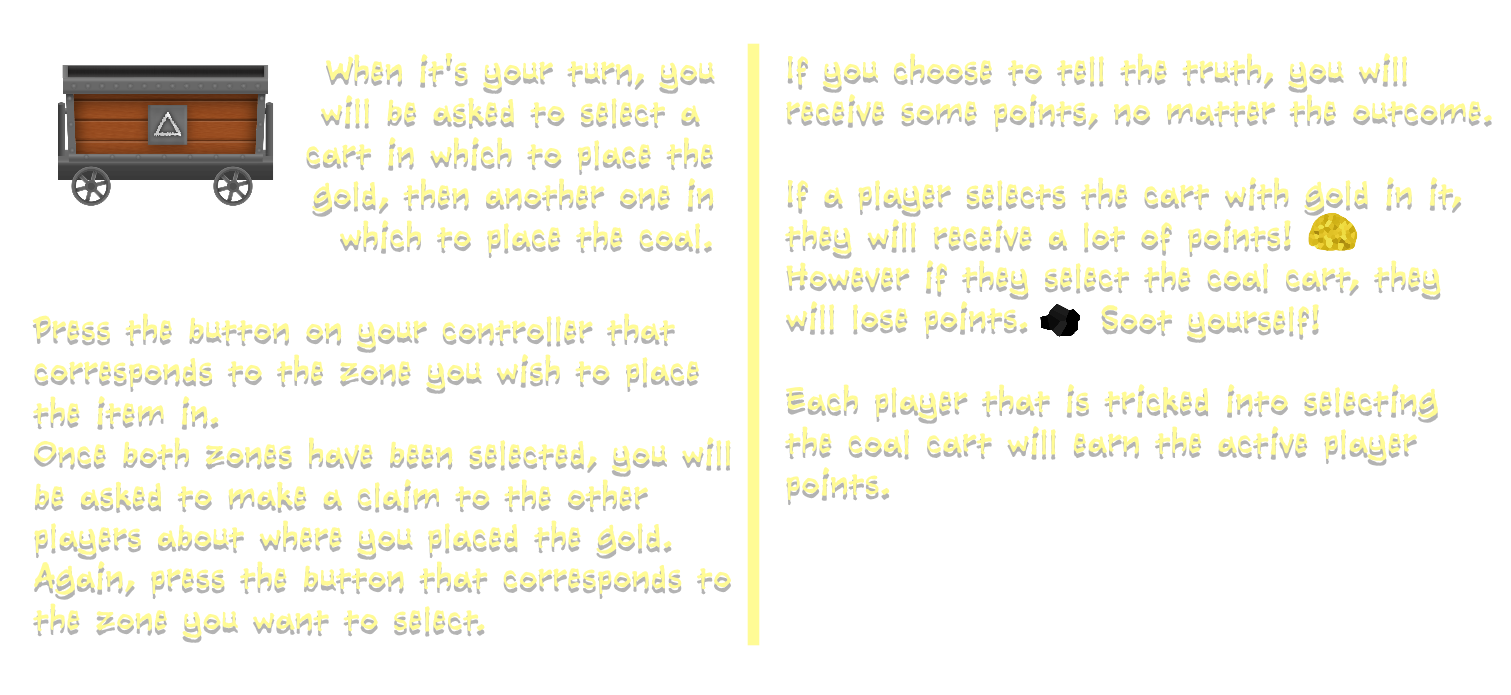 When it's your turn, you
will be asked to select a
cart in which to place the
gold, then another one in
which to place the coal.
Press the button on your controller that
corresponds to the zone you wish to place
the item in.
Once both zones have been selected, you will
be asked to make a claim to the other
players about where you placed the gold.
Again, press the button that corresponds to
the zone you want to select.
If you choose to tell the truth, you will
receive some points, no matter the outcome.
If a player selects the cart with gold in it,
they will receive a lot of points!
However if they select the coal cart, they
will lose points. Soot yourself!
Each player that is tricked into selecting
the coal cart will earn the active player
points.